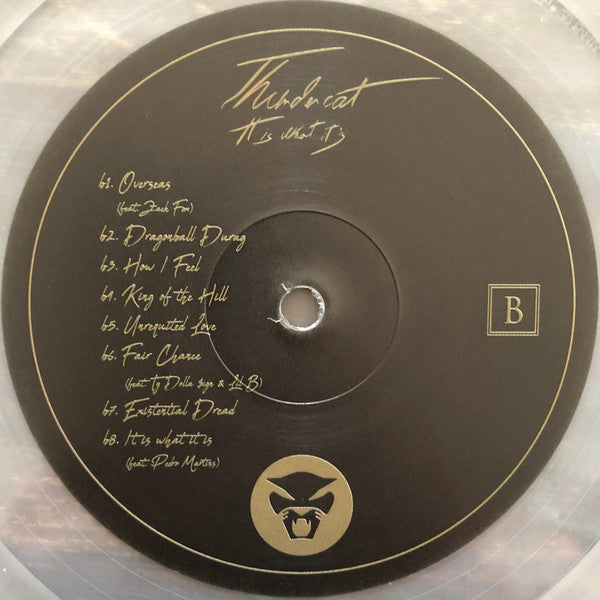 Thundercat
It is what it is
b1. Overseas
(feat. Zack Fox)
b2. Dragonball Durag
b3. How I Feel
b4. King of the Hill
b5. Unrequited Love
b6. Fair Chance
(feat. Ty Dolla $ign & Lil B)
b7. Existential Dread
b8. It is what it is
(feat. Pedro Martins)
B